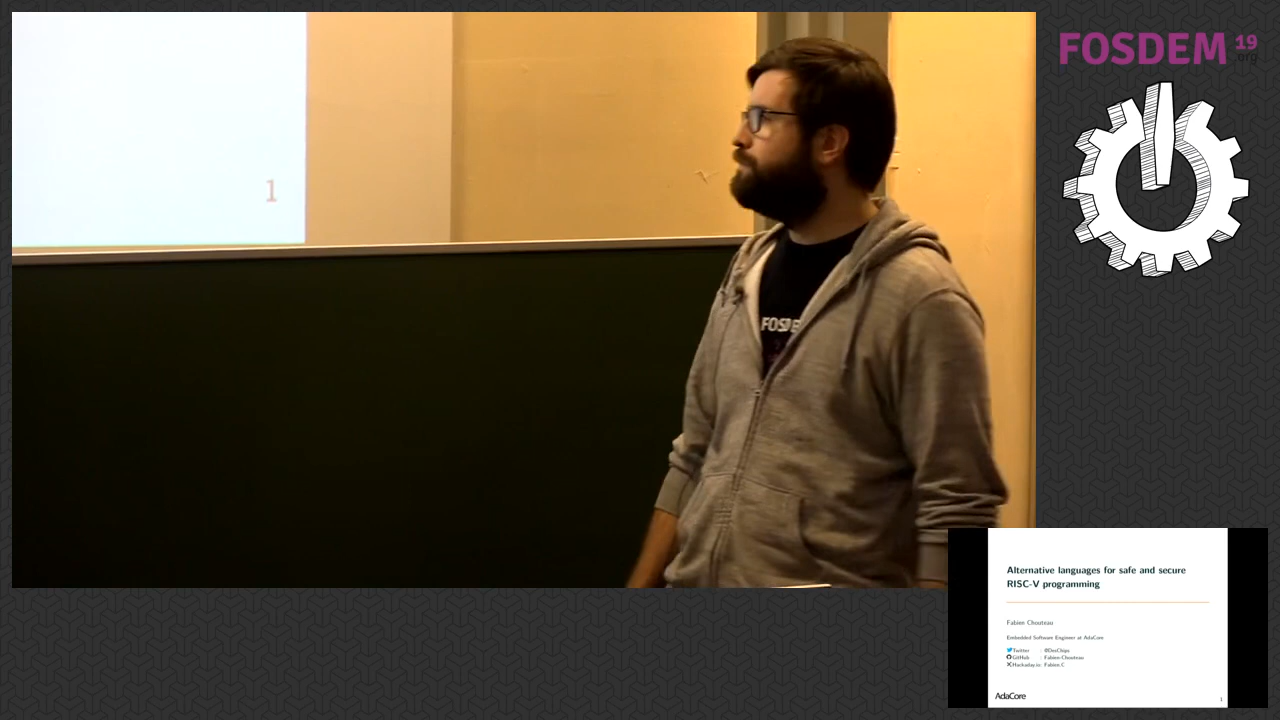 FOSDEM 19
.org
1
FOSDE
Alternative languages for safe and secure
RISC-V programming
Fabien Chouteau
Embedded Software Engineer at AdaCore
Twitter : @DesChips
GitHub : Fabien-Chouteau
Hackaday.io: Fabien.C
AdaCore
1